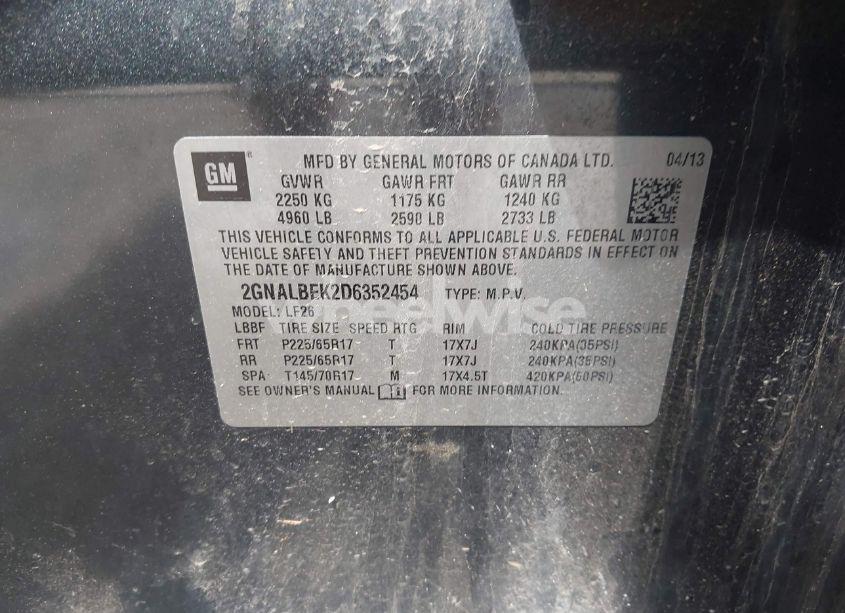 GM
MFD BY GENERAL MOTORS OF CANADA LTD. 04/13
GVWR GAWR FRT GAWR RR
2250 KG 1175 KG 1240 KG
4960 LB 2590 LB 2733 LB
THIS VEHICLE CONFORMS TO ALL APPLICABLE U.S. FEDERAL MOTOR
VEHICLE SAFETY AND THEFT PREVENTION STANDARDS IN EFFECT ON
THE DATE OF MANUFACTURE SHOWN ABOVE.
2GNALBEK2D6352454 TYPE: M.P.V.
MODEL: LF26
wheelwise
LBBF TIRE SIZE SPEED RTG RIM COLD TIRE PRESSURE
FRT P225/65R17 T 17X7J 240KPA(35PSI)
RR P225/65R17 T 17X7J 240KPA(35PSI)
SPA T145/70R17 M 17X4.5T 420KPA(60PSI)
SEE OWNER'S MANUAL FOR MORE INFORMATION.